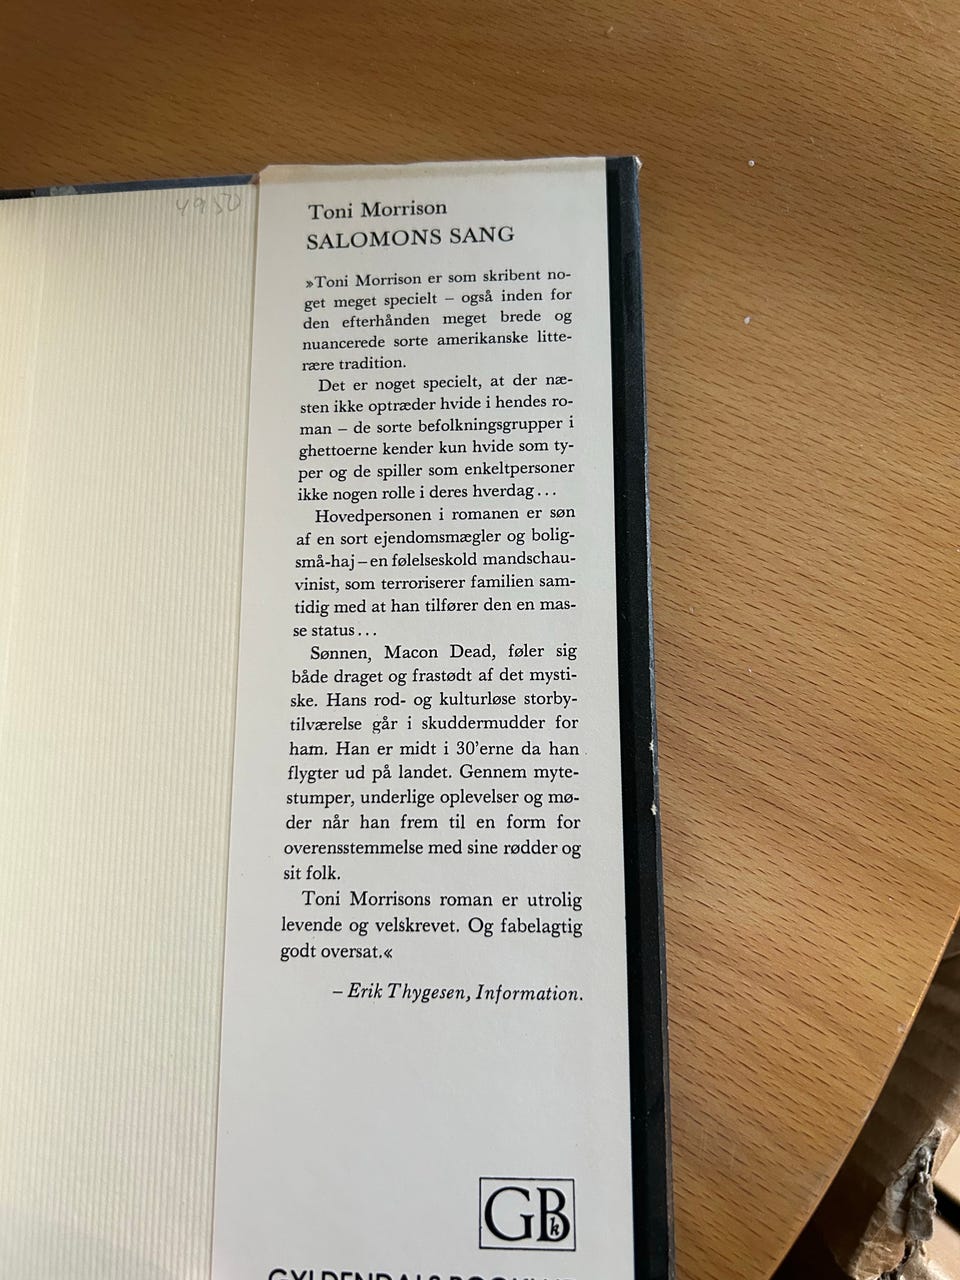 4950
Toni Morrison
SALOMONS SANG
»Toni Morrison er som skribent no-
get meget specielt – også inden for
den efterhånden meget brede og
nuancerede sorte amerikanske litte-
rære tradition.
Det er noget specielt, at der næ-
sten ikke optræder hvide i hendes ro-
man – de sorte befolkningsgrupper i
ghettoerne kender kun hvide som ty-
per og de spiller som enkeltpersoner
ikke nogen rolle i deres hverdag...
Hovedpersonen i romanen er søn
af en sort ejendomsmægler og bolig-
små-haj – en følelseskold mandschau-
vinist, som terroriserer familien sam-
tidig med at han tilfører den en mas-
se status...
Sønnen, Macon Dead, føler sig
både draget og frastødt af det mysti-
ske. Hans rod- og kulturløse storby-
tilværelse går i skuddermudder for
ham. Han er midt i 30'erne da han
flygter ud på landet. Gennem myte-
stumper, underlige oplevelser og mø-
der når han frem til en form for
overensstemmelse med sine rødder og
sit folk.
Toni Morrisons roman er utrolig
levende og velskrevet. Og fabelagtig
godt oversat.«
– Erik Thygesen, Information.
GBk
GYLDENDALS BOGKLUB